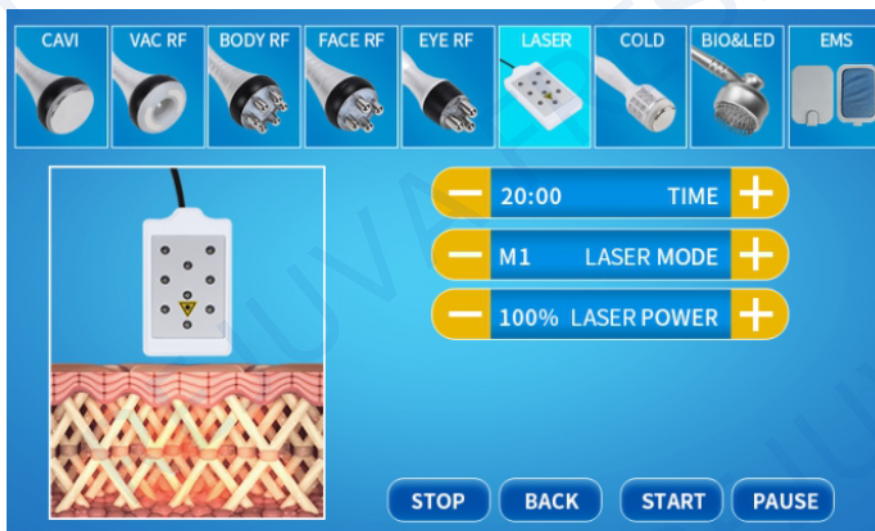 CAVI
VAC RF
BODY RF
FACE RF
EYE RF
LASER
COLD
BIO&LED
EMS
20:00 TIME
M1 LASER MODE
100% LASER POWER
STOP BACK START PAUSE